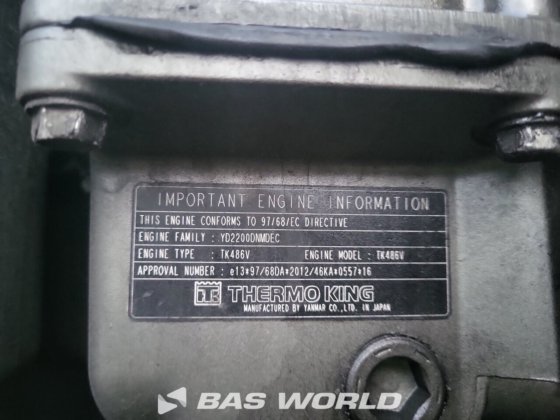 IMPORTANT ENGINE INFORMATION
THIS ENGINE CONFORMS TO 97/68/EC DIRECTIVE
ENGINE FAMILY : YD2200DNMDEC
ENGINE TYPE : TK486V ENGINE MODEL : TK486V
APPROVAL NUMBER : e13*97/68DA*2012/46KA*0557*16
THERMO KING
MANUFACTURED BY YANMAR CO.,LTD. IN JAPAN
BAS WORLD